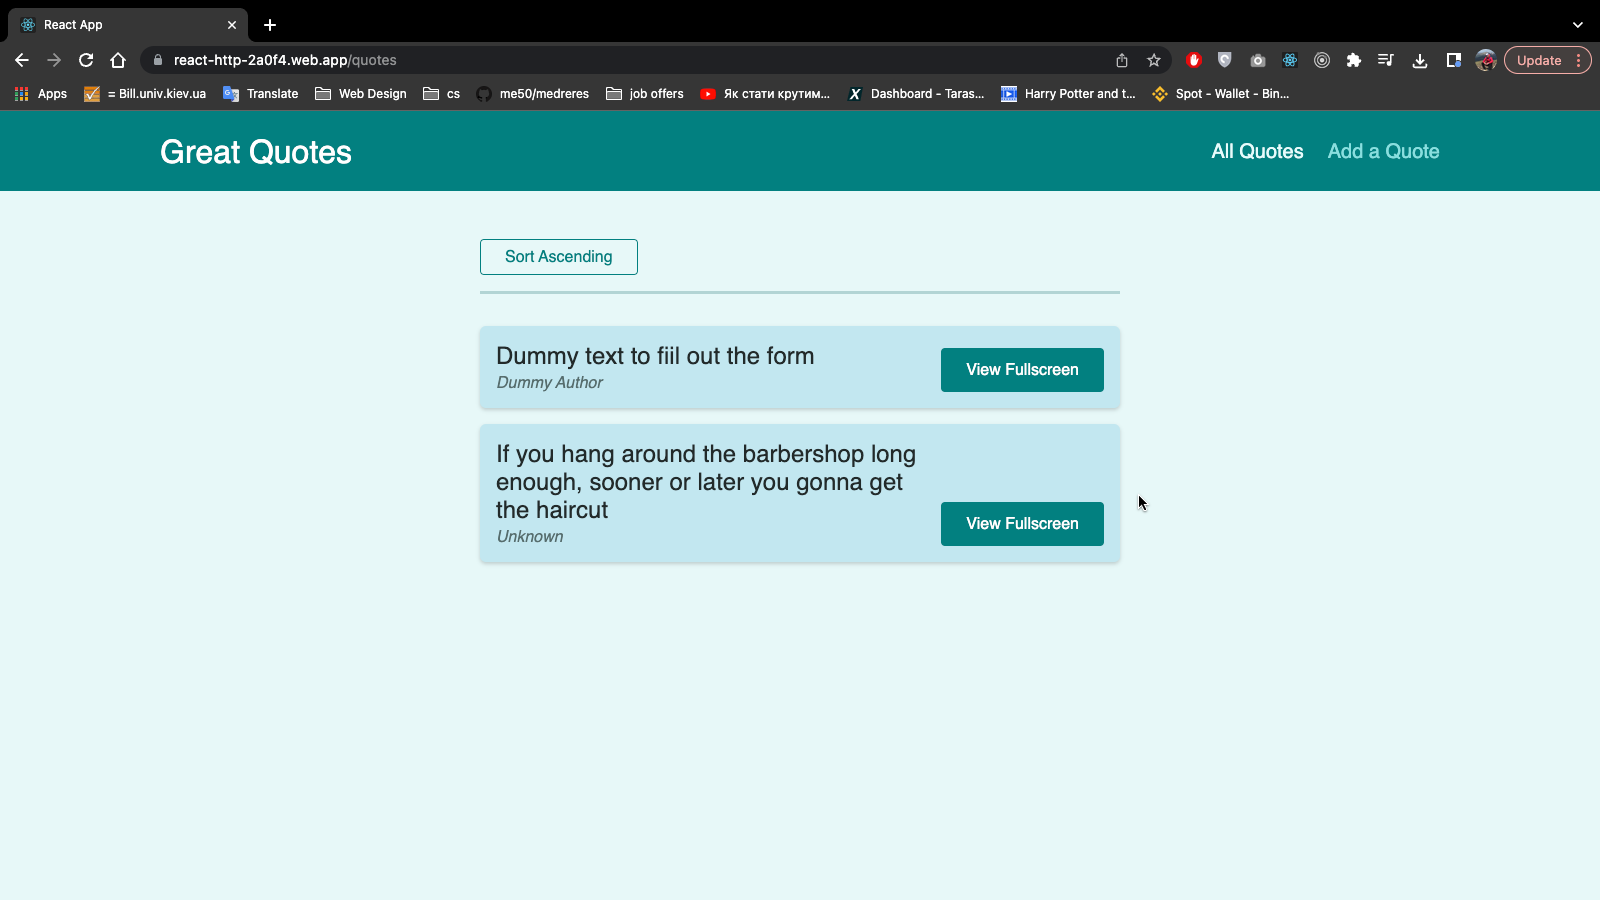 React App
react-http-2a0f4.web.app/quotes
Update
Apps
= Bill.univ.kiev.ua
Translate
Web Design
cs
me50/medreres
job offers
Як стати крутим...
Dashboard - Taras...
Harry Potter and t...
Spot - Wallet - Bin...
Great Quotes
All Quotes
Add a Quote
Sort Ascending
Dummy text to fiil out the form
Dummy Author
View Fullscreen
If you hang around the barbershop long
enough, sooner or later you gonna get
the haircut
Unknown
View Fullscreen